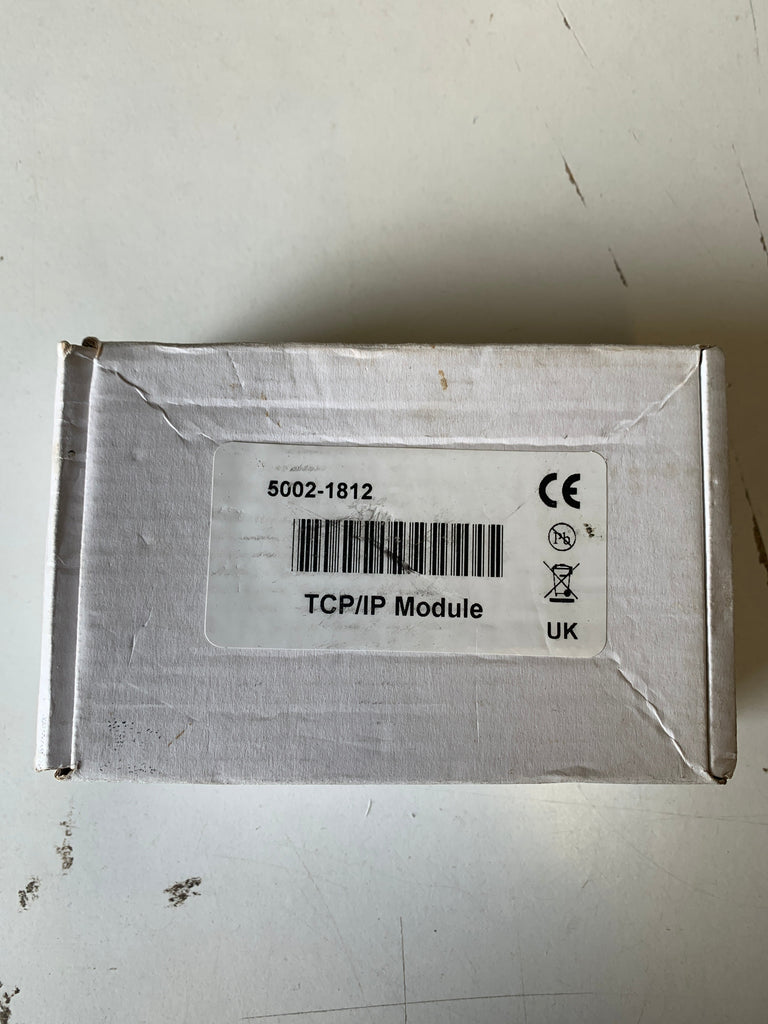 5002-1812
CE
Pb
TCP/IP Module
UK